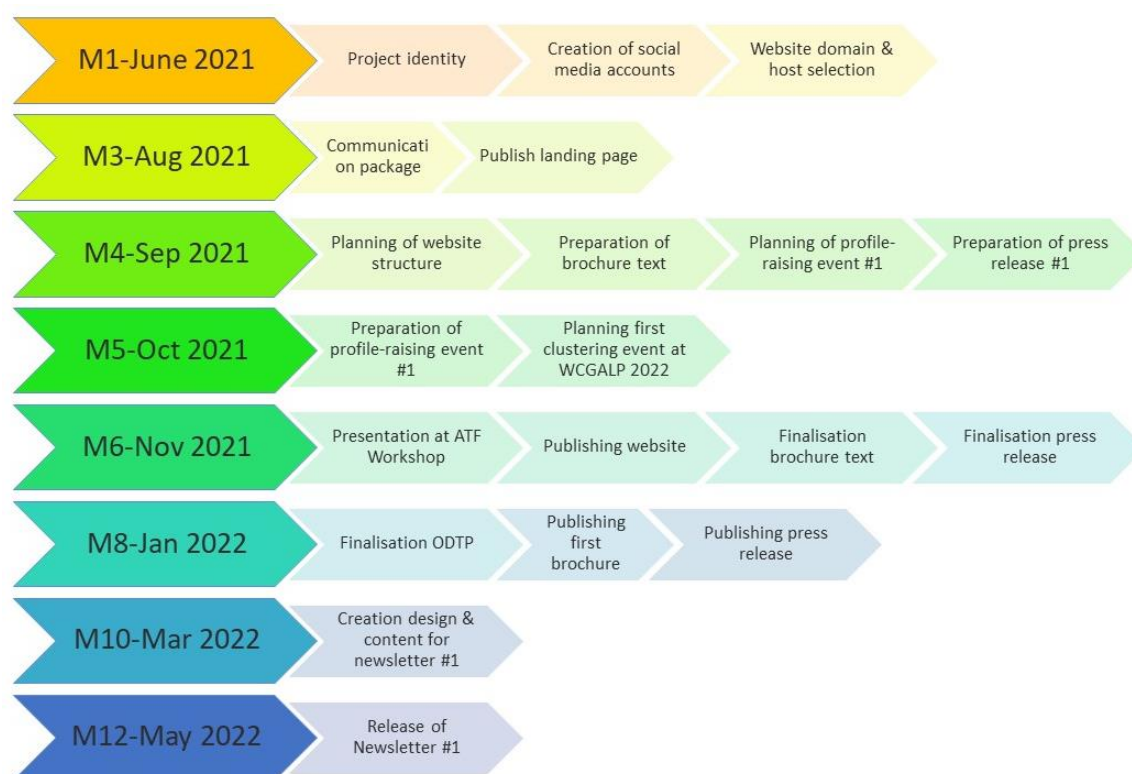 M1-June 2021
Project identity
Creation of social
media accounts
Website domain &
host selection
M3-Aug 2021
Communicati
on package
Publish landing page
M4-Sep 2021
Planning of website
structure
Preparation of
brochure text
Planning of profile-
raising event #1
Preparation of press
release #1
M5-Oct 2021
Preparation of
profile-raising event
#1
Planning first
clustering event at
WCGALP 2022
M6-Nov 2021
Presentation at ATF
Workshop
Publishing website
Finalisation
brochure text
Finalisation press
release
M8-Jan 2022
Finalisation ODTP
Publishing
first
brochure
Publishing press
release
M10-Mar 2022
Creation design &
content for
newsletter #1
M12-May 2022
Release of
Newsletter #1